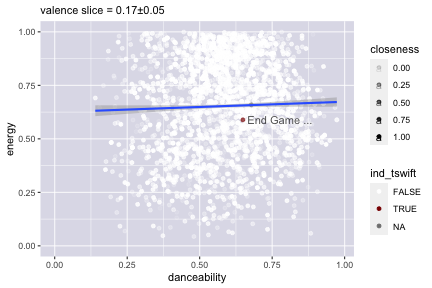 valence slice = 0.17±0.05
1.00
0.75
0.50
0.25
0.00
energy
End Game ...
0.00
0.25
0.50
0.75
1.00
danceability
closeness
0.00
0.25
0.50
0.75
1.00
ind_tswift
FALSE
TRUE
NA